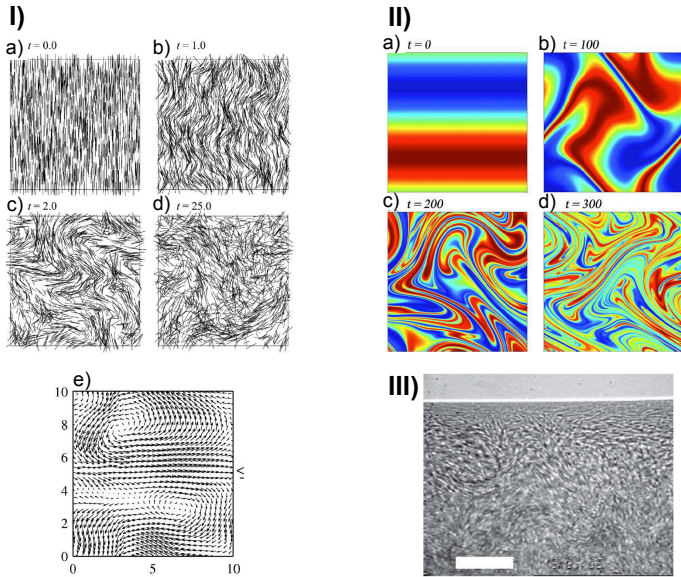 I)
a) t = 0.0
b) t = 1.0
c) t = 2.0
d) t = 25.0
e)
10
8
6
4
2
0
0 5 10
II)
a) t=0
b) t=100
c) t=200
d) t=300
III)